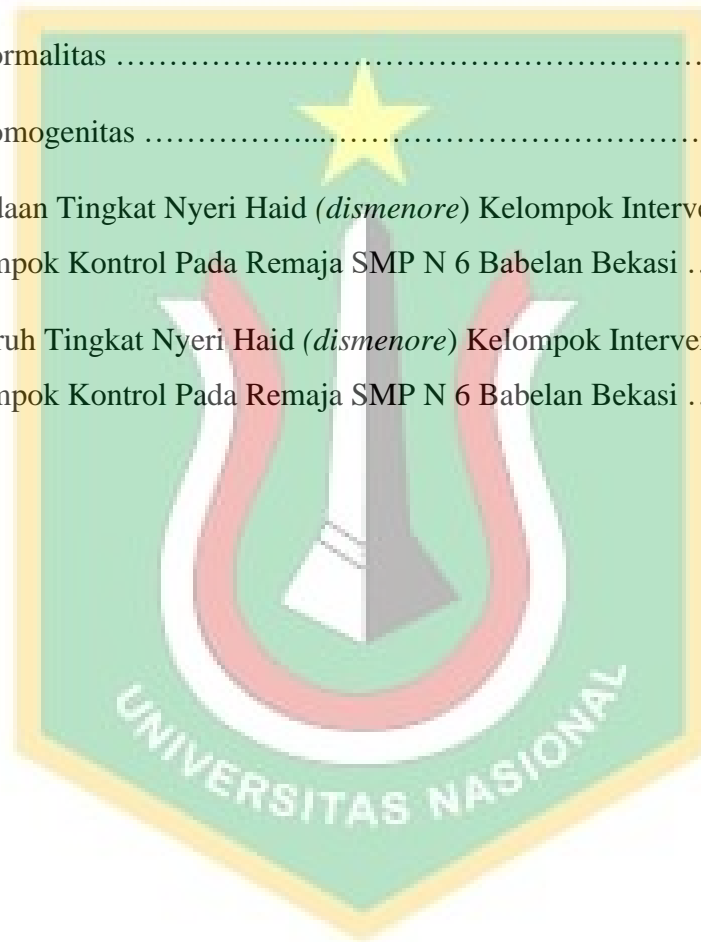 ormalitas ……………...……………………………………
omogenitas ……………...…………………………………
daan Tingkat Nyeri Haid (dismenore) Kelompok Interve
mpok Kontrol Pada Remaja SMP N 6 Babelan Bekasi …
ruh Tingkat Nyeri Haid (dismenore) Kelompok Interve
mpok Kontrol Pada Remaja SMP N 6 Babelan Bekasi …
UNIVERSITAS NASIONAL